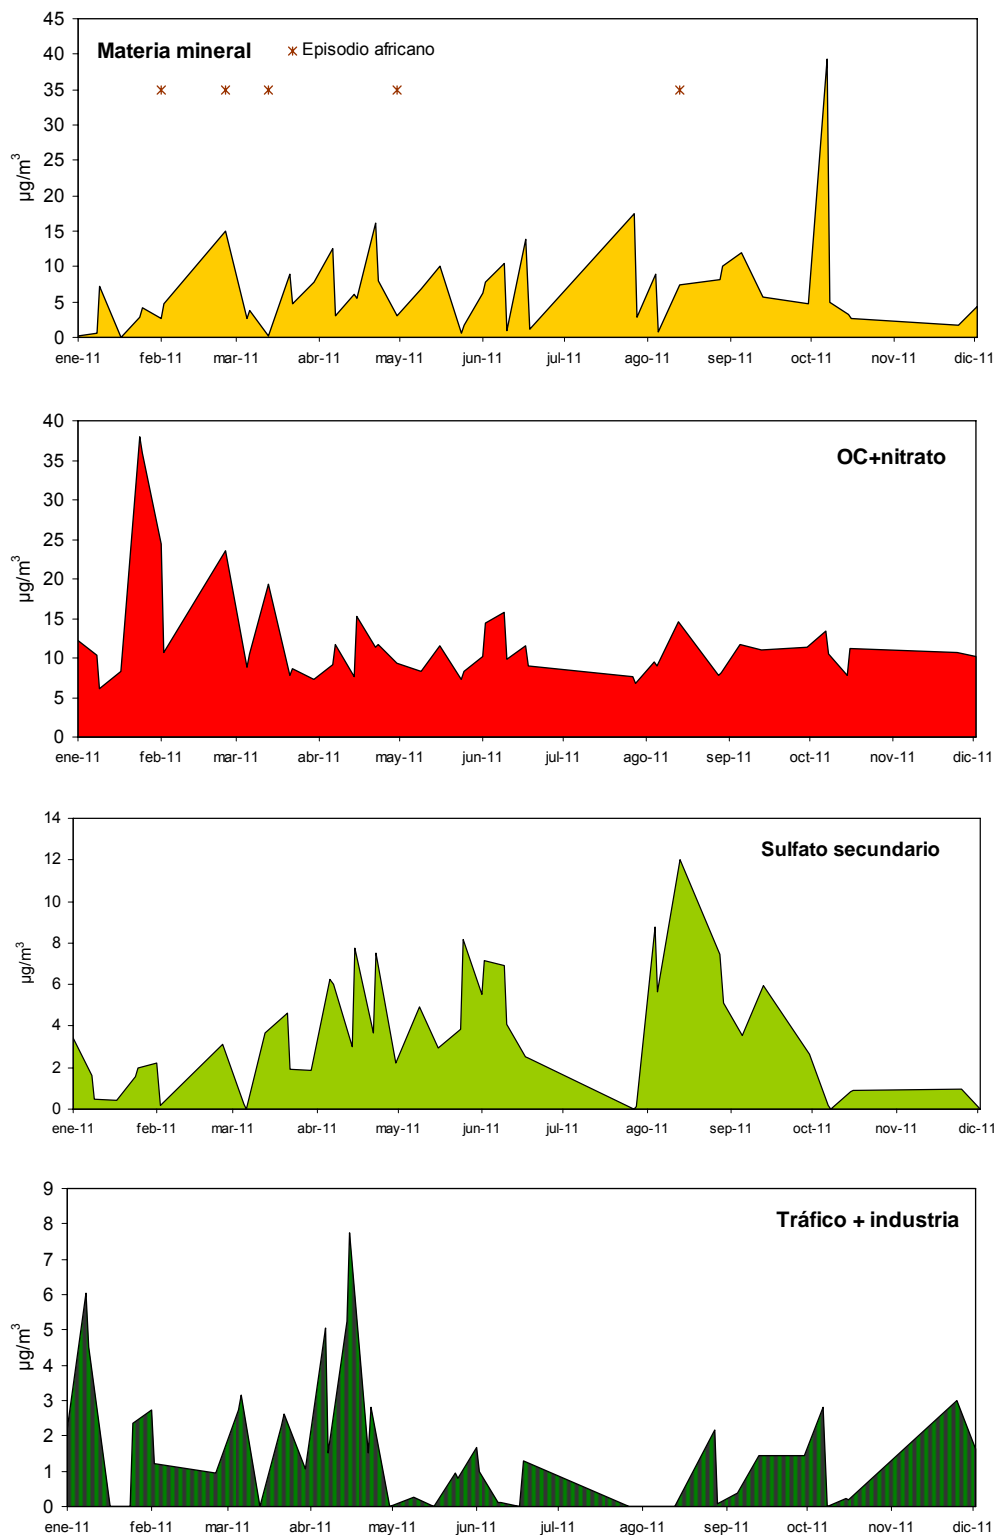 45
Materia mineral
Episodio africano
40
35
30
25
20
15
10
5
0
µg/m³
ene-11 feb-11 mar-11 abr-11 may-11 jun-11 jul-11 ago-11 sep-11 oct-11 nov-11 dic-11
40
OC+nitrato
35
30
25
20
15
10
5
0
µg/m³
ene-11 feb-11 mar-11 abr-11 may-11 jun-11 jul-11 ago-11 sep-11 oct-11 nov-11 dic-11
14
Sulfato secundario
12
10
8
6
4
2
0
µg/m³
ene-11 feb-11 mar-11 abr-11 may-11 jun-11 jul-11 ago-11 sep-11 oct-11 nov-11 dic-11
9
Tráfico + industria
8
7
6
5
4
3
2
1
0
µg/m³
ene-11 feb-11 mar-11 abr-11 may-11 jun-11 jul-11 ago-11 sep-11 oct-11 nov-11 dic-11